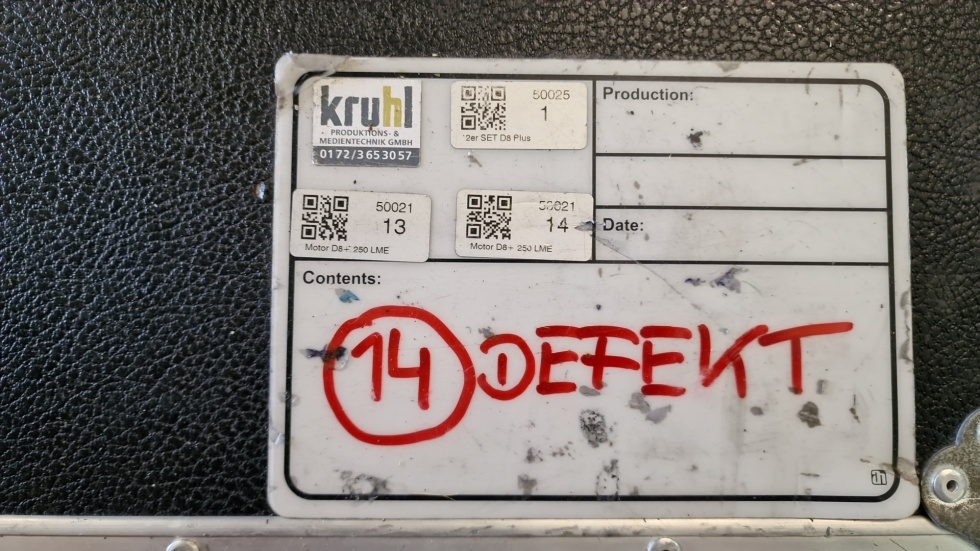 kruhl
PRODUKTIONS- &
MEDIENTECHNIK GMBH
0172/3653057
50025
1
2er SET D8 Plus
50021
13
Motor D8+ 250 LME
50021
14
Motor D8+ 250 LME
Production:
Date:
Contents:
14 DEFEKT